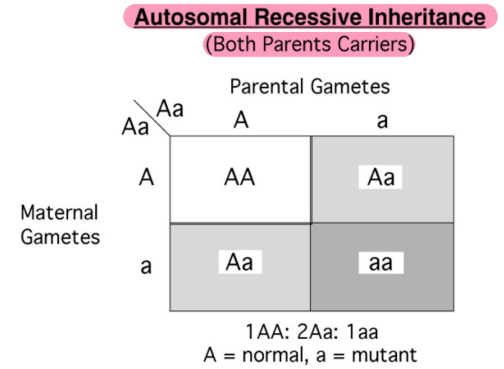 Autosomal Recessive Inheritance
(Both Parents Carriers)
Parental Gametes
Aa
Aa
A a
A AA Aa
Maternal
Gametes
a Aa aa
1AA: 2Aa: 1aa
A = normal, a = mutant